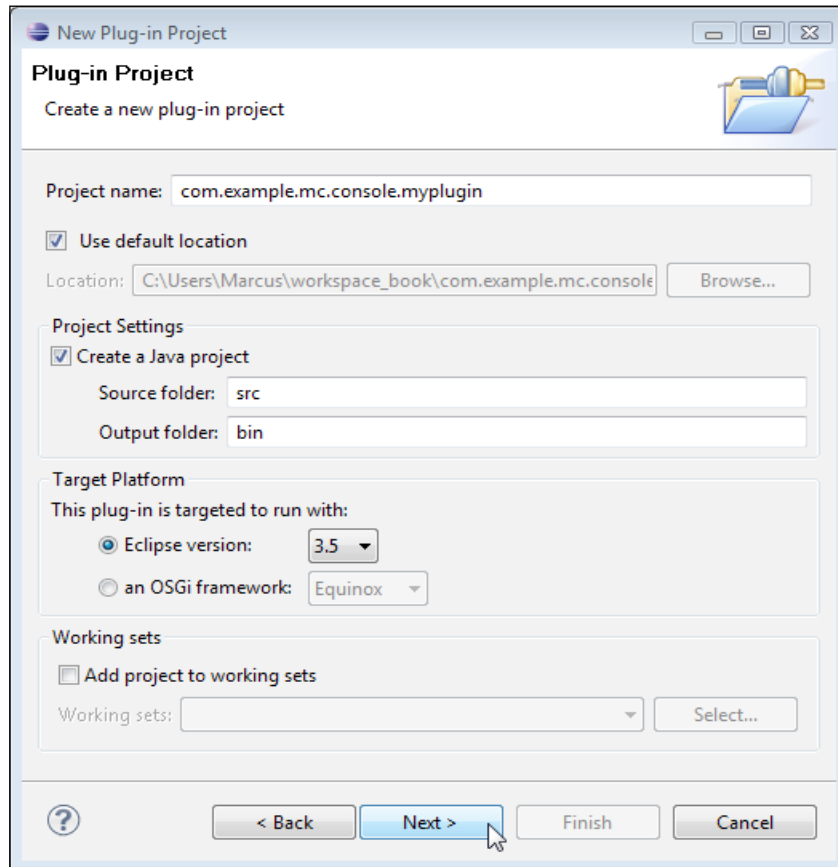 New Plug-in Project
Plug-in Project
Create a new plug-in project
Project name: com.example.mc.console.myplugin
Use default location
Location: C:\Users\Marcus\workspace_book\com.example.mc.console Browse...
Project Settings
Create a Java project
Source folder: src
Output folder: bin
Target Platform
This plug-in is targeted to run with:
Eclipse version: 3.5
an OSGi framework: Equinox
Working sets
Add project to working sets
Working sets: Select...
? < Back Next > Finish Cancel